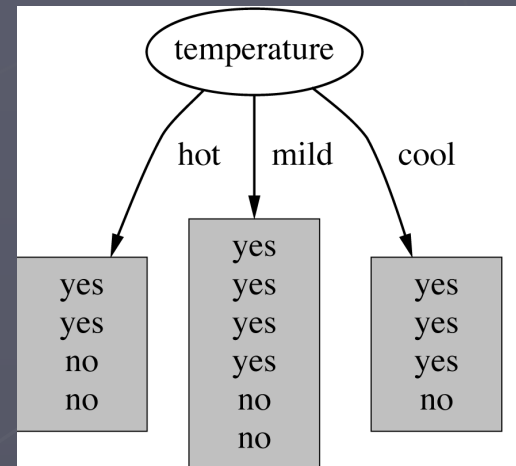 temperature
hot
mild
cool
yes
yes
no
no
yes
yes
yes
yes
no
no
yes
yes
yes
no